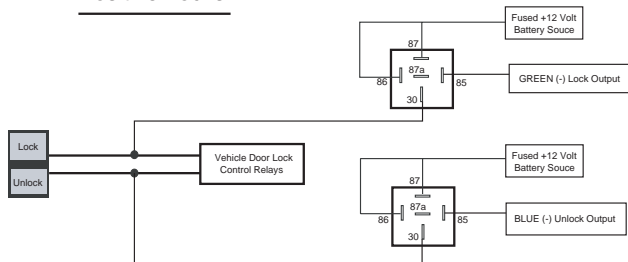 Fused +12 Volt
Battery Souce
87
87a
86
85
30
GREEN (-) Lock Output
Lock
Unlock
Vehicle Door Lock
Control Relays
Fused +12 Volt
Battery Souce
87
87a
86
85
30
BLUE (-) Unlock Output